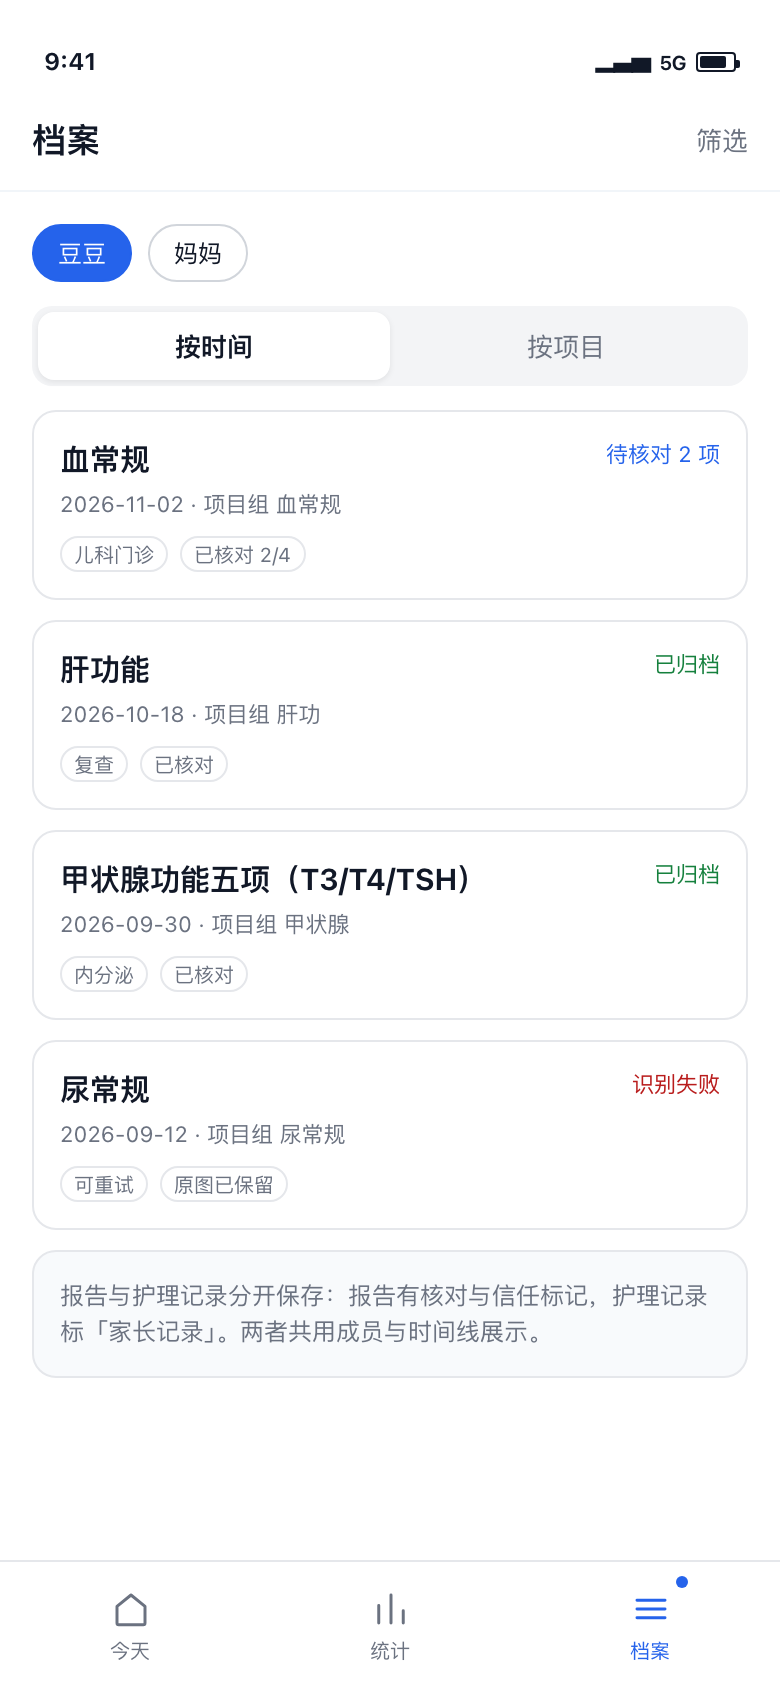 9:41 5G
档案 筛选
豆豆 妈妈
按时间 按项目
血常规 待核对 2 项
2026-11-02 · 项目组 血常规
儿科门诊 已核对 2/4
肝功能 已归档
2026-10-18 · 项目组 肝功
复查 已核对
甲状腺功能五项（T3/T4/TSH） 已归档
2026-09-30 · 项目组 甲状腺
内分泌 已核对
尿常规 识别失败
2026-09-12 · 项目组 尿常规
可重试 原图已保留
报告与护理记录分开保存：报告有核对与信任标记，护理记录
标「家长记录」。两者共用成员与时间线展示。
今天 统计 档案